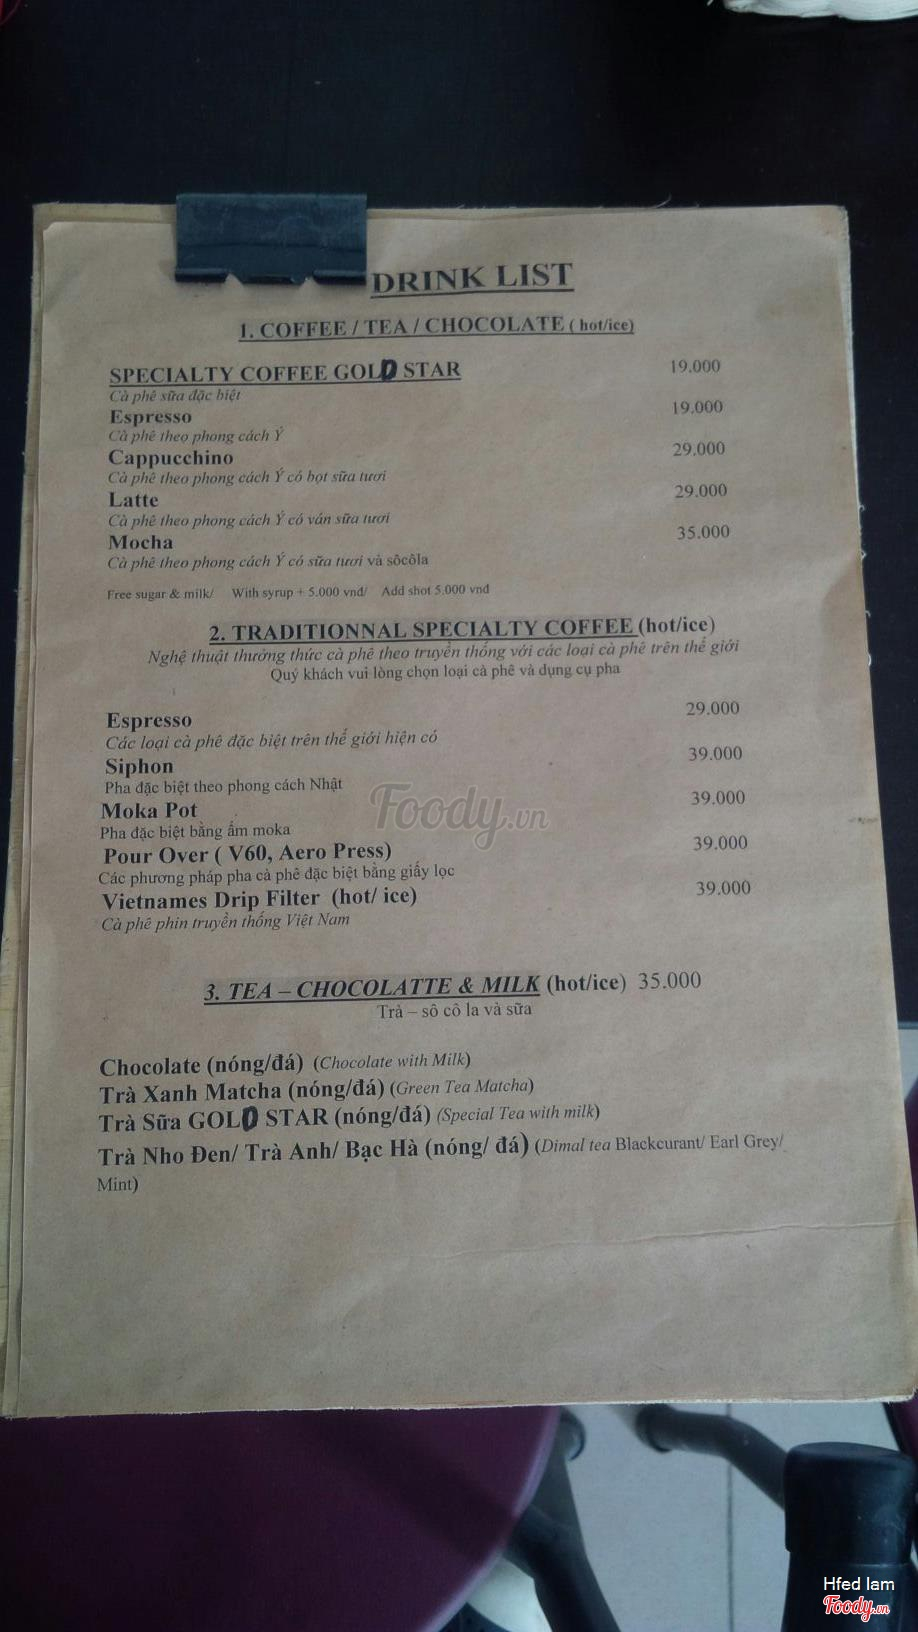 DRINK LIST
1. COFFEE / TEA / CHOCOLATE ( hot/ice)
SPECIALTY COFFEE GOLD STAR 19.000
Cà phê sữa đặc biệt
Espresso 19.000
Cà phê theo phong cách Ý
Cappucchino 29.000
Cà phê theo phong cách Ý có bọt sữa tươi
Latte 29.000
Cà phê theo phong cách Ý có ván sữa tươi
Mocha 35.000
Cà phê theo phong cách Ý có sữa tươi và sôcôla
Free sugar & milk/ With syrup + 5.000 vnd/ Add shot 5.000 vnd
2. TRADITIONNAL SPECIALTY COFFEE (hot/ice)
Nghệ thuật thưởng thức cà phê theo truyền thống với các loại cà phê trên thế giới
Quý khách vui lòng chọn loại cà phê và dụng cụ pha
Espresso 29.000
Các loại cà phê đặc biệt trên thế giới hiện có
Siphon 39.000
Pha đặc biệt theo phong cách Nhật
Moka Pot 39.000
Pha đặc biệt bằng ấm moka
Pour Over ( V60, Aero Press) 39.000
Các phương pháp pha cà phê đặc biệt bằng giấy lọc
Vietnames Drip Filter (hot/ ice) 39.000
Cà phê phin truyền thống Việt Nam
3. TEA – CHOCOLATTE & MILK (hot/ice) 35.000
Trà – sô cô la và sữa
Chocolate (nóng/đá) (Chocolate with Milk)
Trà Xanh Matcha (nóng/đá) (Green Tea Matcha)
Trà Sữa GOLD STAR (nóng/đá) (Special Tea with milk)
Trà Nho Đen/ Trà Anh/ Bạc Hà (nóng/ đá) (Dimal tea Blackcurant/ Earl Grey/
Mint)
Foody.vn
Hfed lam
Foody.vn